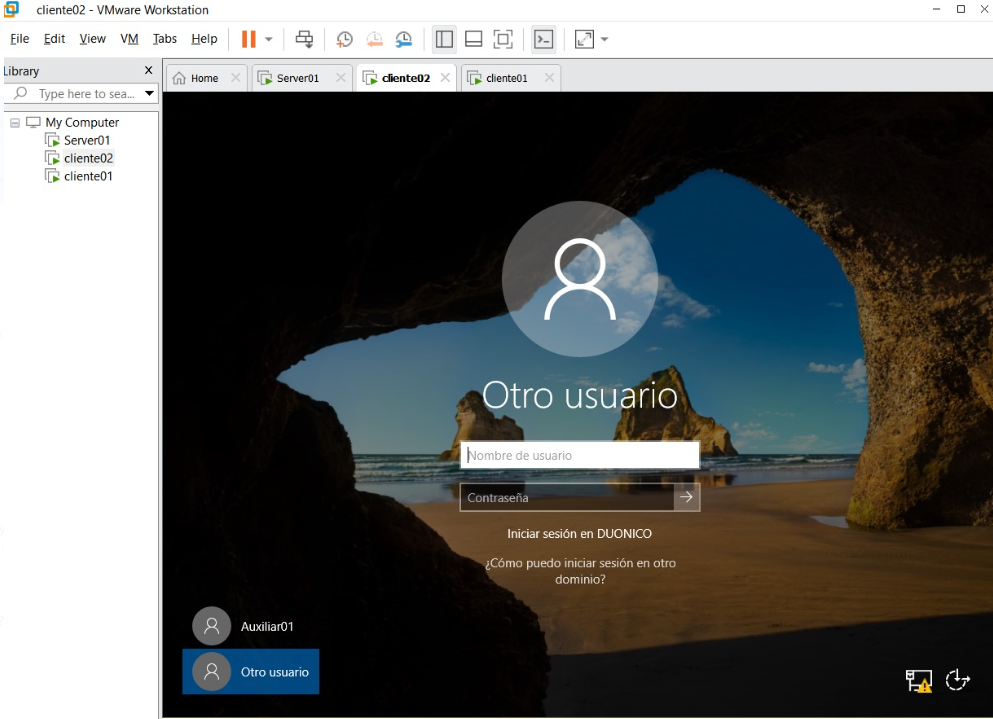 cliente02 - VMware Workstation
File Edit View VM Tabs Help
Library X
Type here to sea...
Home Server01 cliente02 cliente01
My Computer
Server01
cliente02
cliente01
Otro usuario
Nombre de usuario
Contraseña
Iniciar sesión en DUONICO
¿Cómo puedo iniciar sesión en otro
dominio?
Auxiliar01
Otro usuario